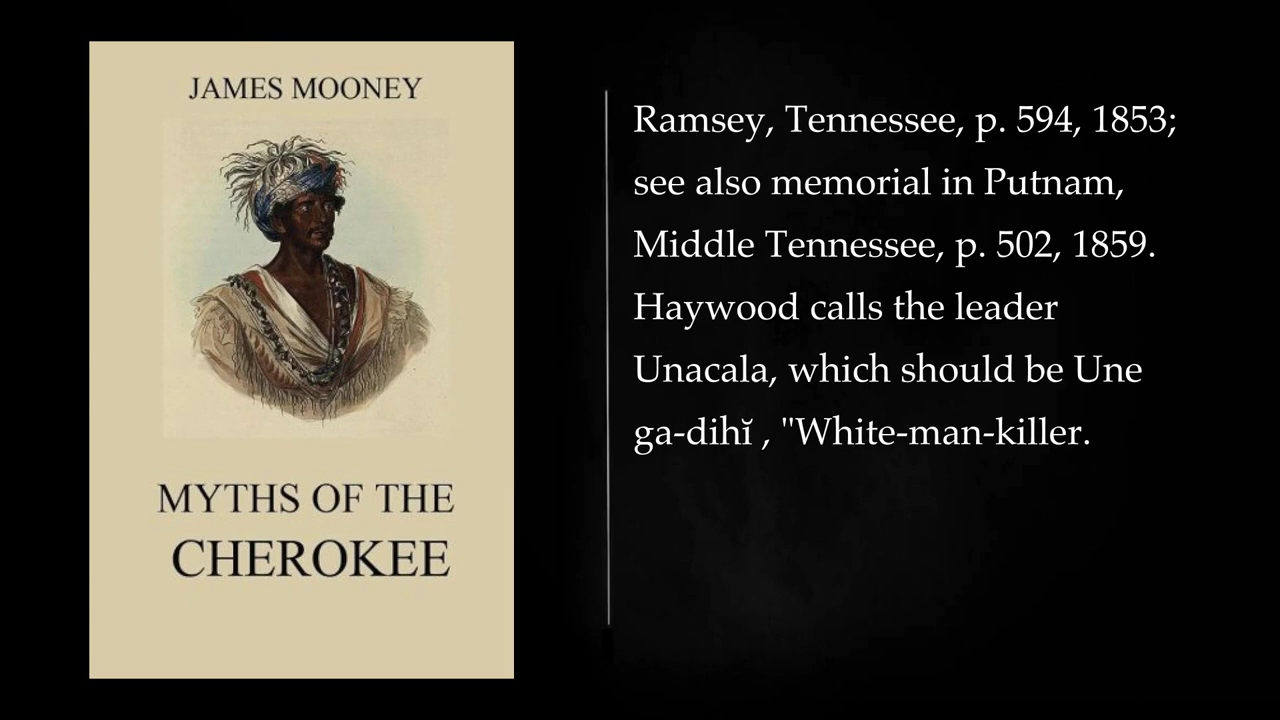 JAMES MOONEY
MYTHS OF THE
CHEROKEE
Ramsey, Tennessee, p. 594, 1853;
see also memorial in Putnam,
Middle Tennessee, p. 502, 1859.
Haywood calls the leader
Unacala, which should be Une
ga-dihĭ , "White-man-killer.